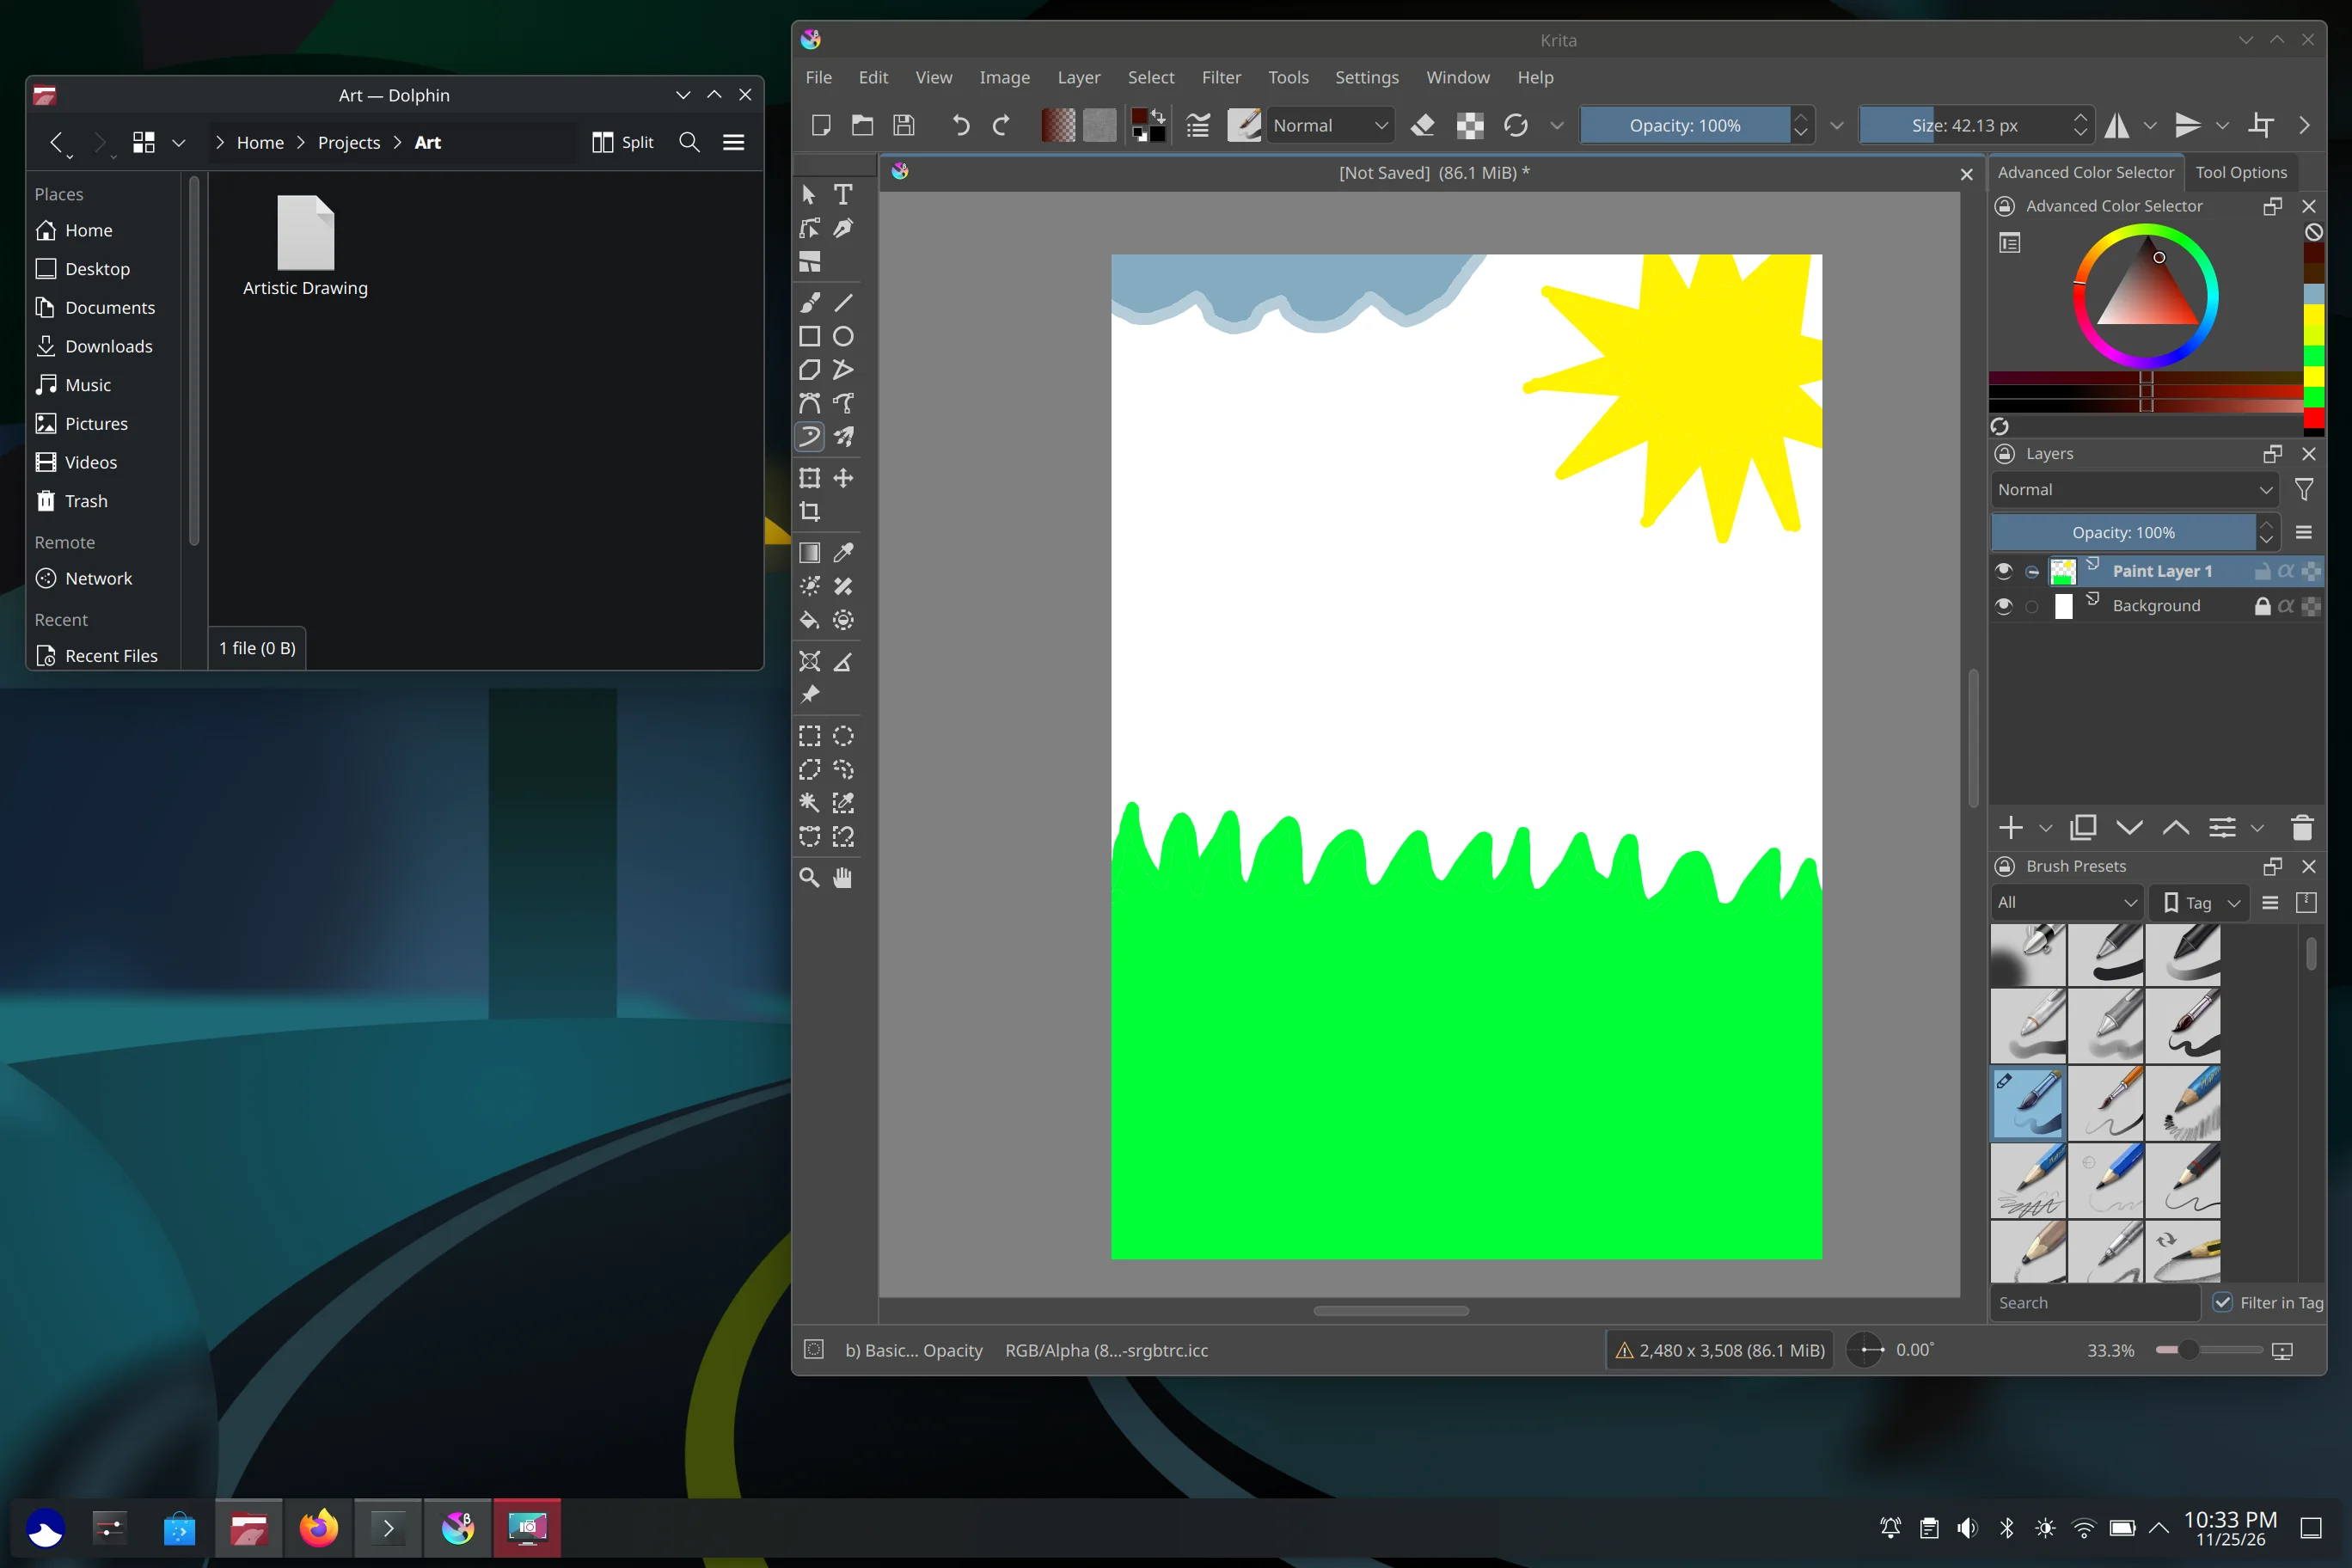 Art — Dolphin
Home
Projects
Art
Split
Places
Home
Desktop
Documents
Downloads
Music
Pictures
Videos
Trash
Remote
Network
Recent
Recent Files
Artistic Drawing
1 file (0 B)
Krita
File Edit View Image Layer Select Filter Tools Settings Window Help
Normal
Opacity: 100%
Size: 42.13 px
[Not Saved] (86.1 MiB) *
Advanced Color Selector
Tool Options
Advanced Color Selector
Layers
Normal
Opacity: 100%
Paint Layer 1
Background
Brush Presets
All
Tag
Search
Filter in Tag
b) Basic... Opacity
RGB/Alpha (8...-srgbtrc.icc
2,480 x 3,508 (86.1 MiB)
0.00°
33.3%
10:33 PM
11/25/26